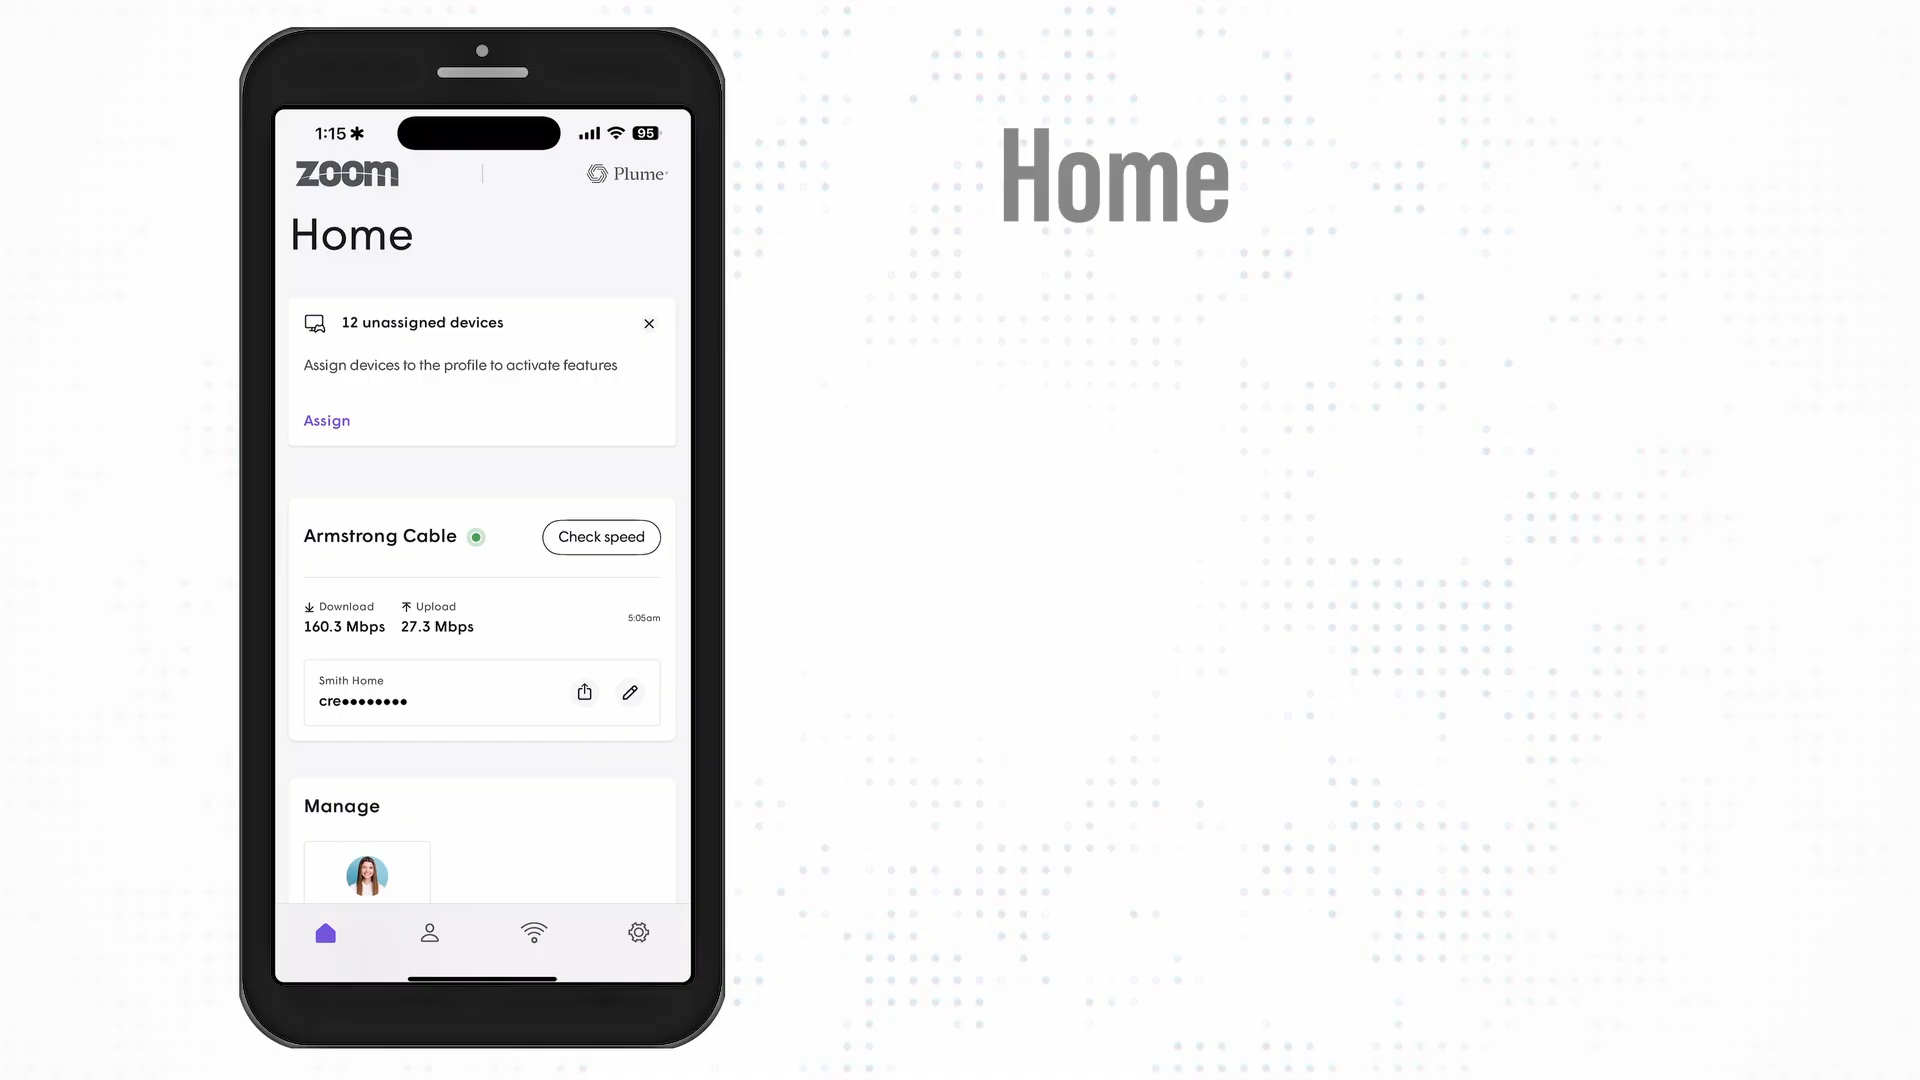 1:15 ✱
95
zoom
Plume
Home
12 unassigned devices
Assign devices to the profile to activate features
Assign
Armstrong Cable
Check speed
Download
Upload
160.3 Mbps
27.3 Mbps
5:05am
Smith Home
cre••••••••
Manage
Home